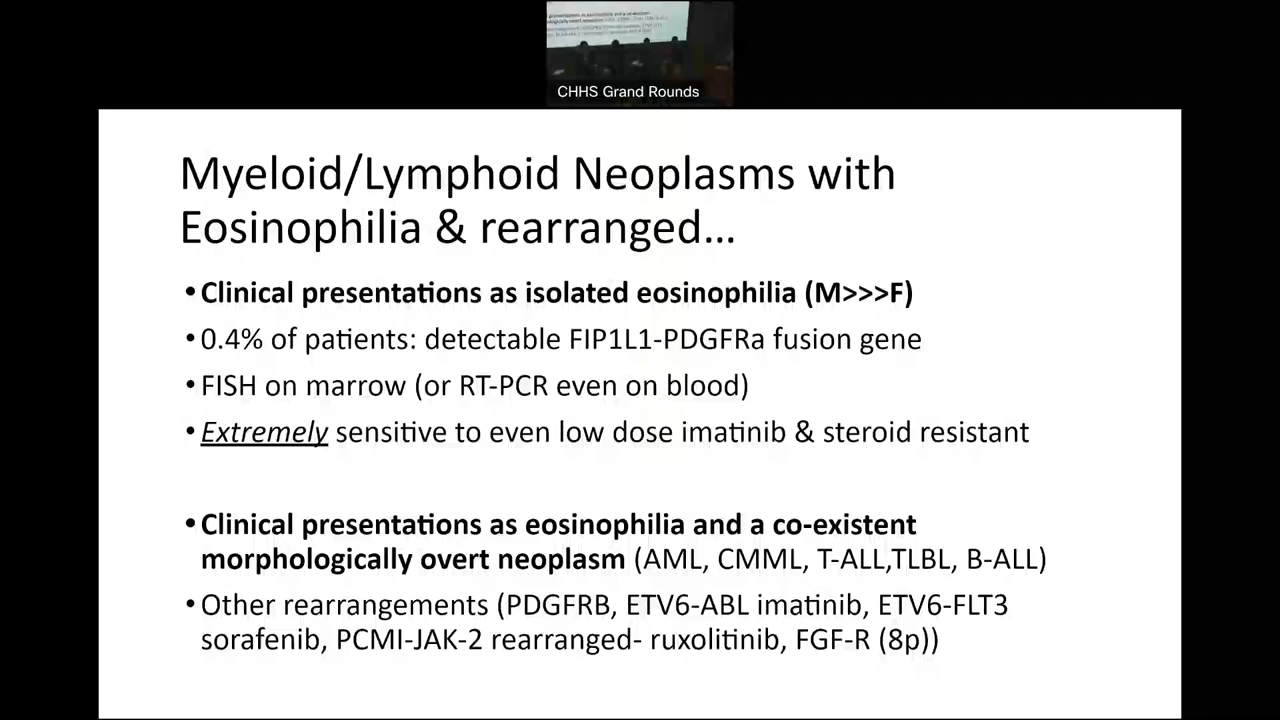 CHHS Grand Rounds
Myeloid/Lymphoid Neoplasms with
Eosinophilia & rearranged...
•Clinical presentations as isolated eosinophilia (M>>>F)
•0.4% of patients: detectable FIP1L1-PDGFRa fusion gene
•FISH on marrow (or RT-PCR even on blood)
•Extremely sensitive to even low dose imatinib & steroid resistant
•Clinical presentations as eosinophilia and a co-existent
morphologically overt neoplasm (AML, CMML, T-ALL,TLBL, B-ALL)
•Other rearrangements (PDGFRB, ETV6-ABL imatinib, ETV6-FLT3
sorafenib, PCMI-JAK-2 rearranged- ruxolitinib, FGF-R (8p))